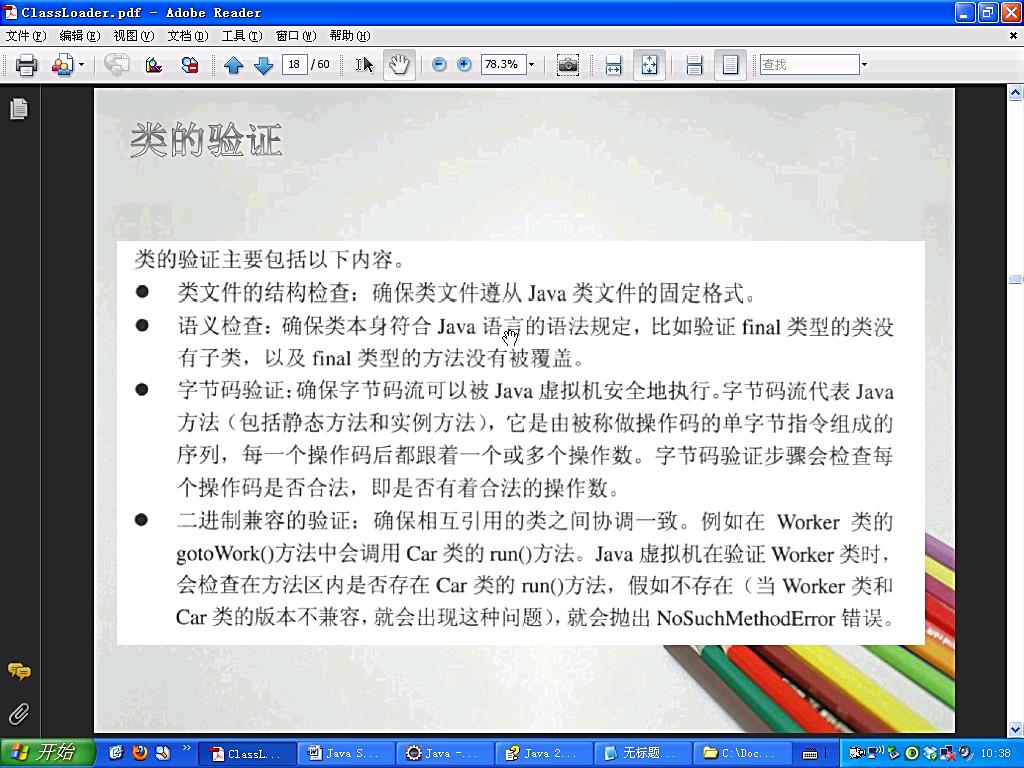 ClassLoader.pdf - Adobe Reader
文件(F) 编辑(E) 视图(V) 文档(D) 工具(T) 窗口(W) 帮助(H)
18 / 60 78.3% 查找
类的验证
类的验证主要包括以下内容。
● 类文件的结构检查：确保类文件遵从 Java 类文件的固定格式。
● 语义检查：确保类本身符合 Java 语言的语法规定，比如验证 final 类型的类没
有子类，以及 final 类型的方法没有被覆盖。
● 字节码验证：确保字节码流可以被 Java 虚拟机安全地执行。字节码流代表 Java
方法（包括静态方法和实例方法），它是由被称做操作码的单字节指令组成的
序列，每一个操作码后都跟着一个或多个操作数。字节码验证步骤会检查每
个操作码是否合法，即是否有着合法的操作数。
● 二进制兼容的验证：确保相互引用的类之间协调一致。例如在 Worker 类的
gotoWork()方法中会调用 Car 类的 run()方法。Java 虚拟机在验证 Worker 类时，
会检查在方法区内是否存在 Car 类的 run()方法，假如不存在（当 Worker 类和
Car 类的版本不兼容，就会出现这种问题），就会抛出 NoSuchMethodError 错误。
开始 ClassL... Java S... Java -... Java 2... 无标题... C:\Doc... 10:38